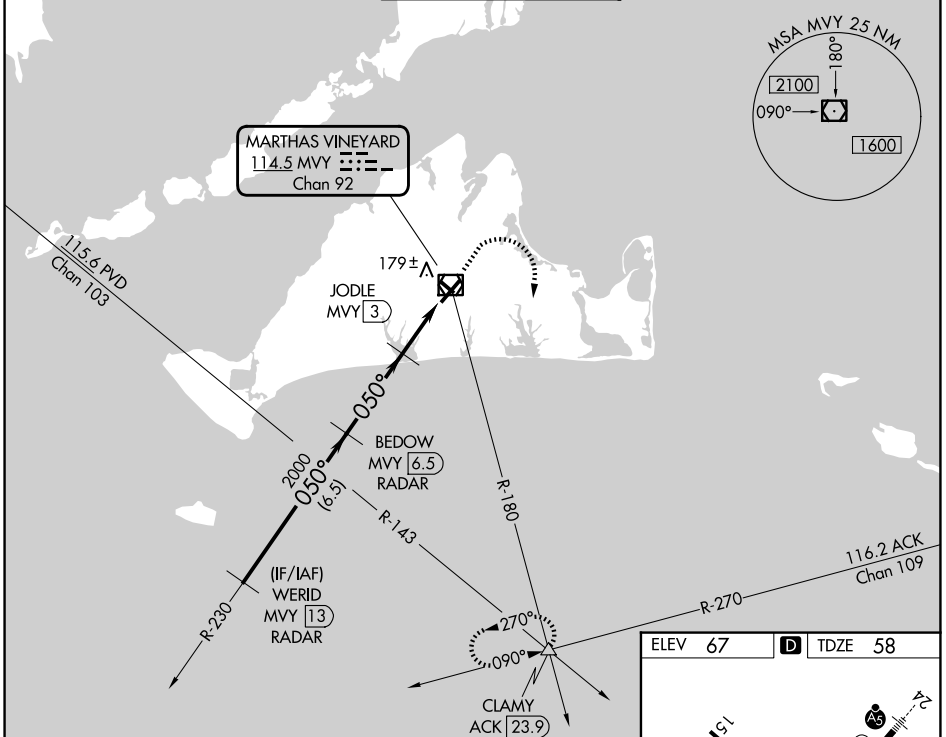 MSA MVY 25 NM
180°
2100
090°
1600
MARTHAS VINEYARD
114.5 MVY
Chan 92
115.6 PVD
Chan 103
179±
JODLE
MVY 3
050°
BEDOW
MVY 6.5
RADAR
2000
050°
(6.5)
R-143
R-180
(IF/IAF)
WERID
MVY 13
RADAR
R-230
116.2 ACK
Chan 109
R-270
270°
090°
CLAMY
ACK 23.9
ELEV 67
D
TDZE 58
15
A5
24